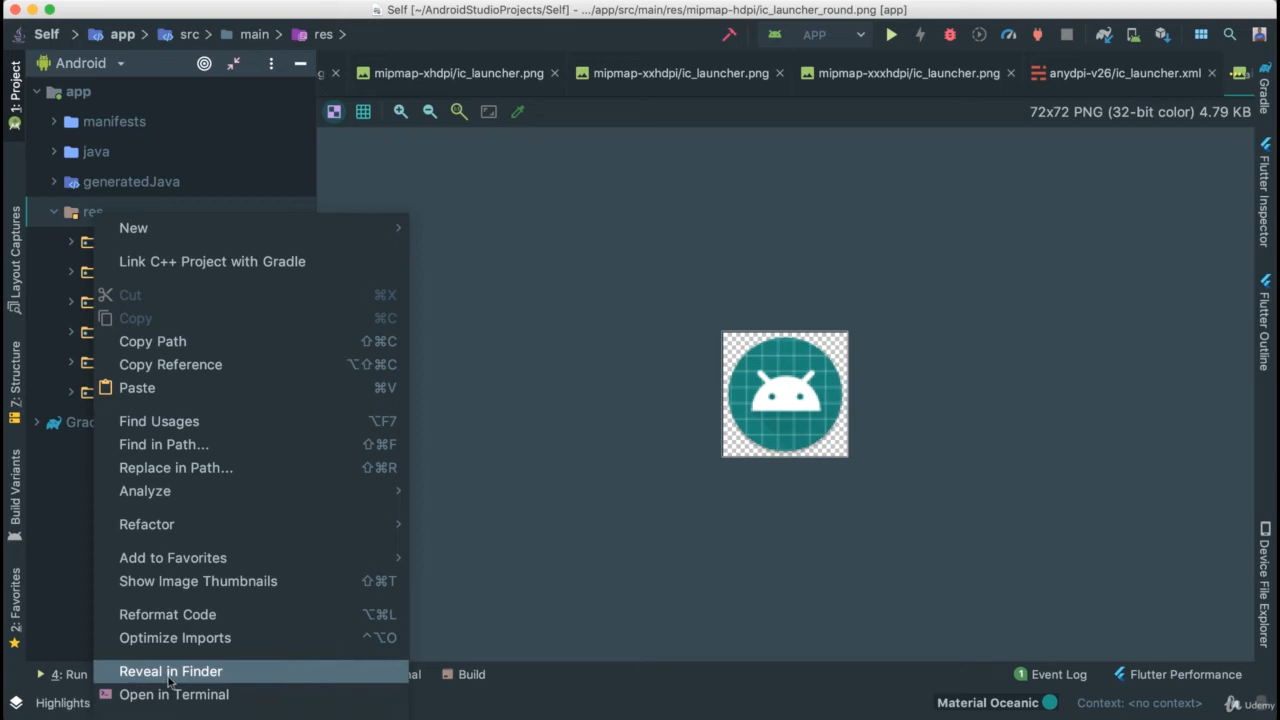 Self [~/AndroidStudioProjects/Self] - .../app/src/main/res/mipmap-hdpi/ic_launcher_round.png [app]
Self app src main res APP
1: Project
Android
mipmap-xhdpi/ic_launcher.png mipmap-xxhdpi/ic_launcher.png mipmap-xxxhdpi/ic_launcher.png anydpi-v26/ic_launcher.xml
Gradle
app
72x72 PNG (32-bit color) 4.79 KB
manifests
java
generatedJava
res
Flutter Inspector
Layout Captures
New
Link C++ Project with Gradle
Cut ⌘X
Copy ⌘C
Copy Path ⇧⌘C
Copy Reference ⌥⇧⌘C
Paste ⌘V
Flutter Outline
Z: Structure
Grad
Find Usages ⌥F7
Find in Path... ⇧⌘F
Replace in Path... ⇧⌘R
Analyze
Build Variants
Refactor
Add to Favorites
Show Image Thumbnails ⇧⌘T
Device File Explorer
2: Favorites
Reformat Code ⌥⌘L
Optimize Imports ^⌥O
Reveal in Finder
Open in Terminal
4: Run nal Build 1 Event Log Flutter Performance
Highlights Material Oceanic Context: <no context>
Udemy